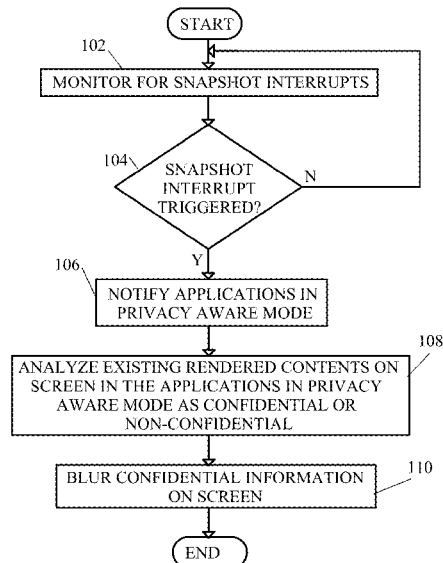 START
102
MONITOR FOR SNAPSHOT INTERRUPTS
104
SNAPSHOT
INTERRUPT
TRIGGERED?
N
Y
106
NOTIFY APPLICATIONS IN
PRIVACY AWARE MODE
108
ANALYZE EXISTING RENDERED CONTENTS ON
SCREEN IN THE APPLICATIONS IN PRIVACY
AWARE MODE AS CONFIDENTIAL OR
NON-CONFIDENTIAL
BLUR CONFIDENTIAL INFORMATION
ON SCREEN
110
END